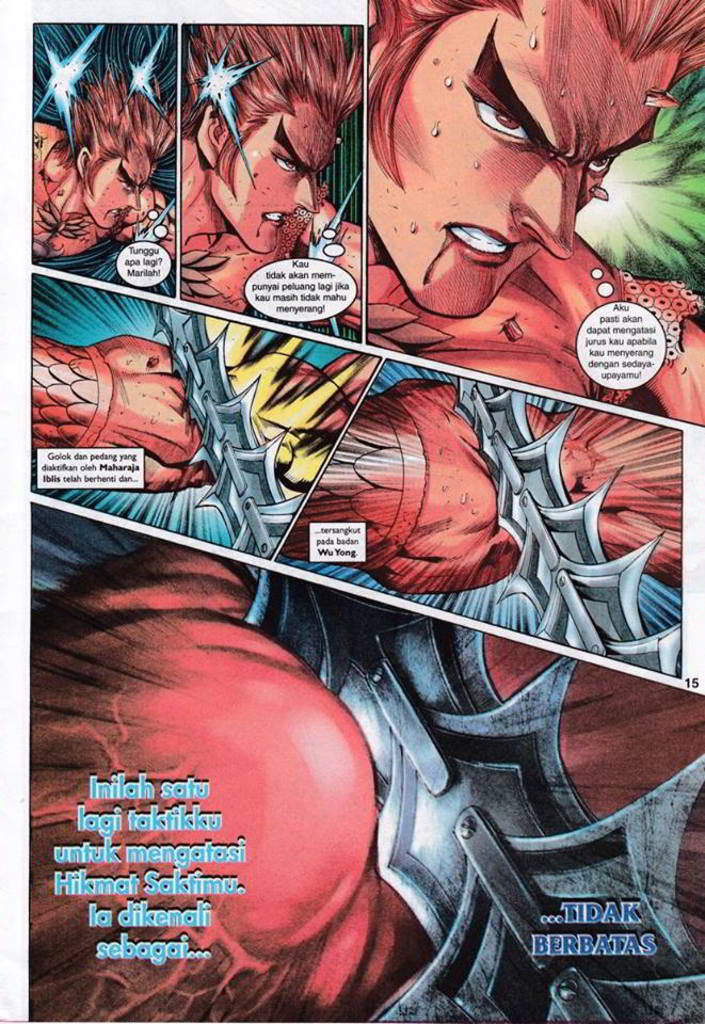 Tunggu
apa lagi?
Marilah!
Kau
tidak akan mem-
punyai peluang lagi jika
kau masih tidak mahu
menyerang!
Aku
pasti akan
dapat mengatasi
jurus kau apabila
kau menyerang
dengan sedaya-
upayamu!
Golok dan pedang yang
diaktifkan oleh Maharaja
Iblis telah berhenti dan...
...tersangkut
pada badan
Wu Yong.
15
Inilah satu
lagi taktikku
untuk mengatasi
Hikmat Saktimu.
Ia dikenali
sebagai...
...TIDAK
BERBATAS